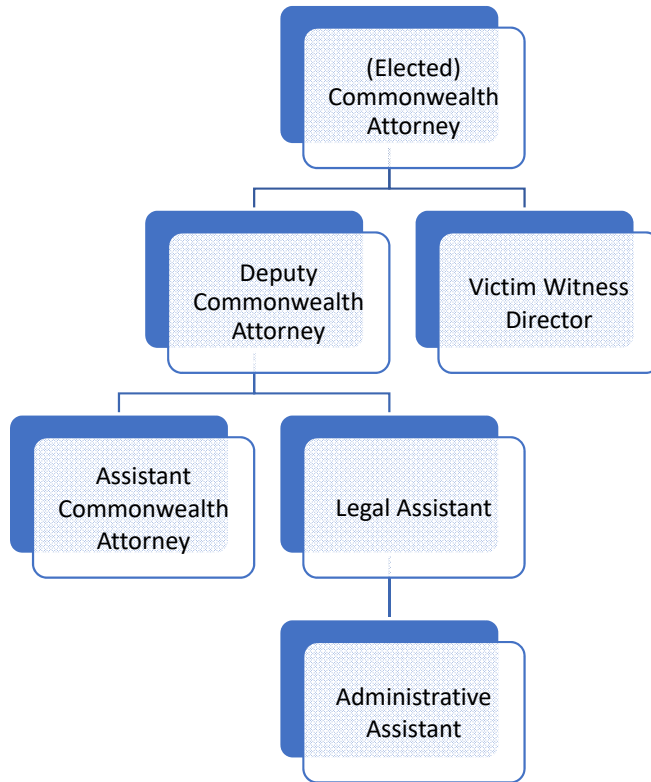 (Elected)
Commonwealth
Attorney
Deputy
Commonwealth
Attorney
Victim Witness
Director
Assistant
Commonwealth
Attorney
Legal Assistant
Administrative
Assistant